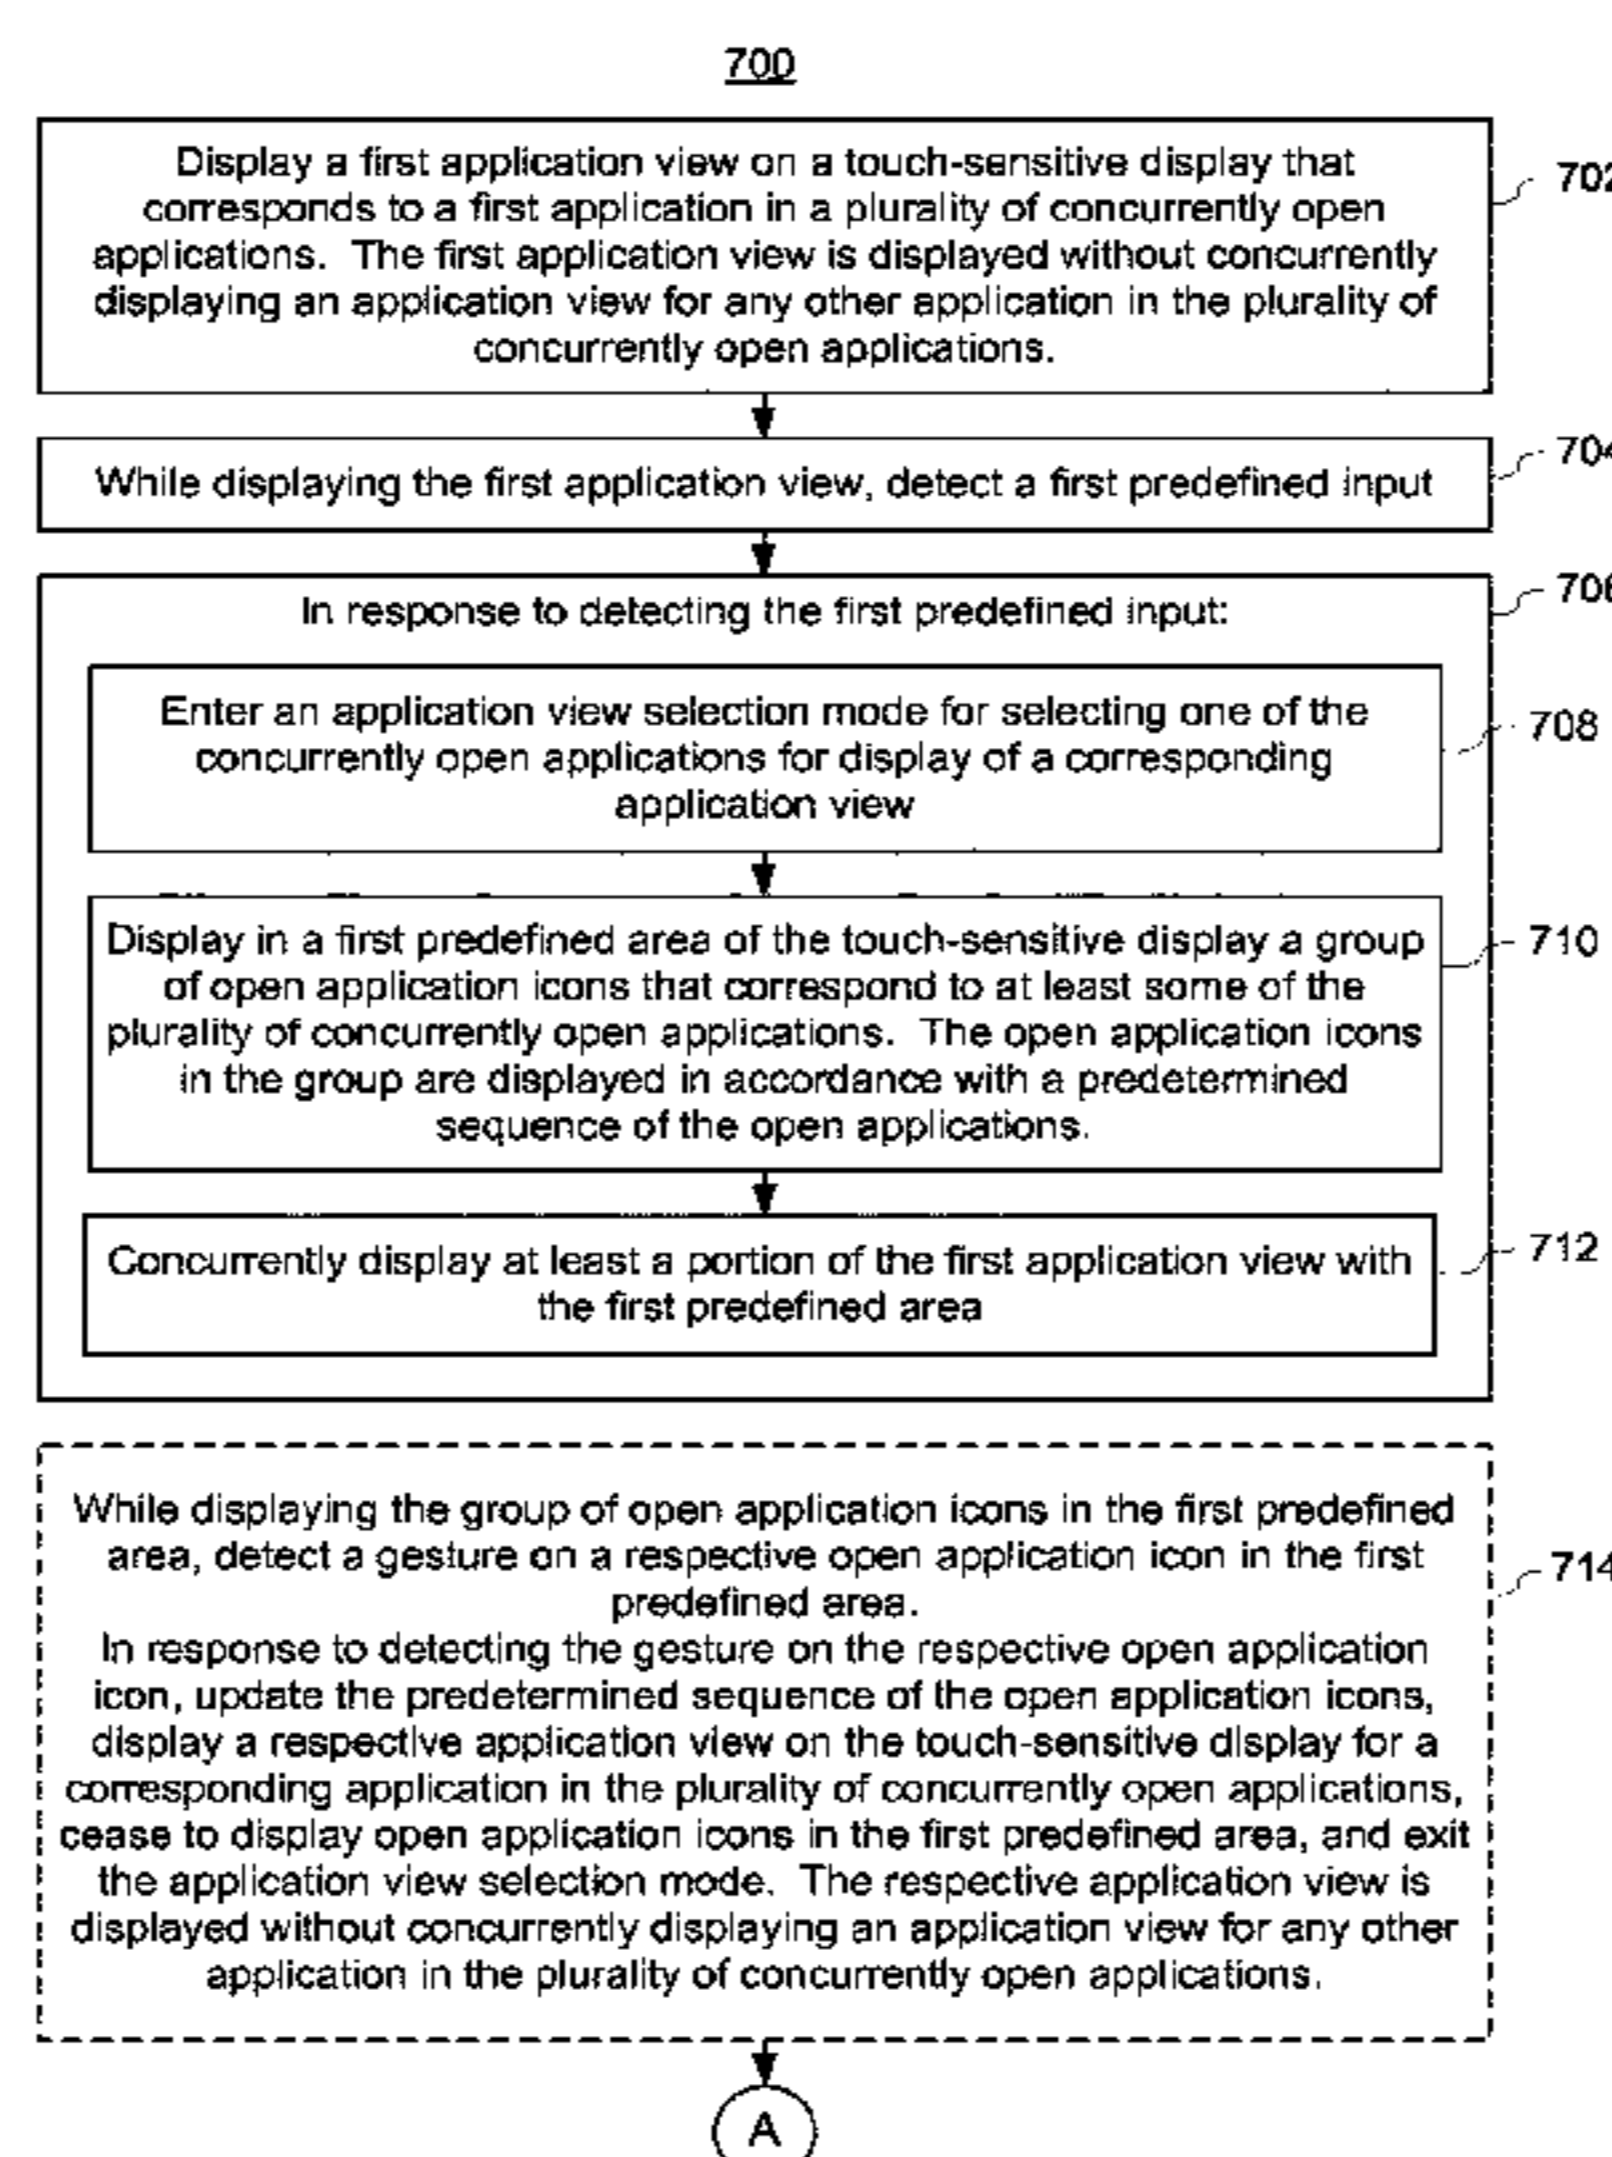 700
Display a first application view on a touch-sensitive display that
corresponds to a first application in a plurality of concurrently open
applications. The first application view is displayed without concurrently
displaying an application view for any other application in the plurality of
concurrently open applications.
702
While displaying the first application view, detect a first predefined input
704
In response to detecting the first predefined input:
706
Enter an application view selection mode for selecting one of the
concurrently open applications for display of a corresponding
application view
708
Display in a first predefined area of the touch-sensitive display a group
of open application icons that correspond to at least some of the
plurality of concurrently open applications. The open application icons
in the group are displayed in accordance with a predetermined
sequence of the open applications.
710
Concurrently display at least a portion of the first application view with
the first predefined area
712
While displaying the group of open application icons in the first predefined
area, detect a gesture on a respective open application icon in the first
predefined area.
In response to detecting the gesture on the respective open application
icon, update the predetermined sequence of the open application icons,
display a respective application view on the touch-sensitive display for a
corresponding application in the plurality of concurrently open applications,
cease to display open application icons in the first predefined area, and exit
the application view selection mode. The respective application view is
displayed without concurrently displaying an application view for any other
application in the plurality of concurrently open applications.
714
A